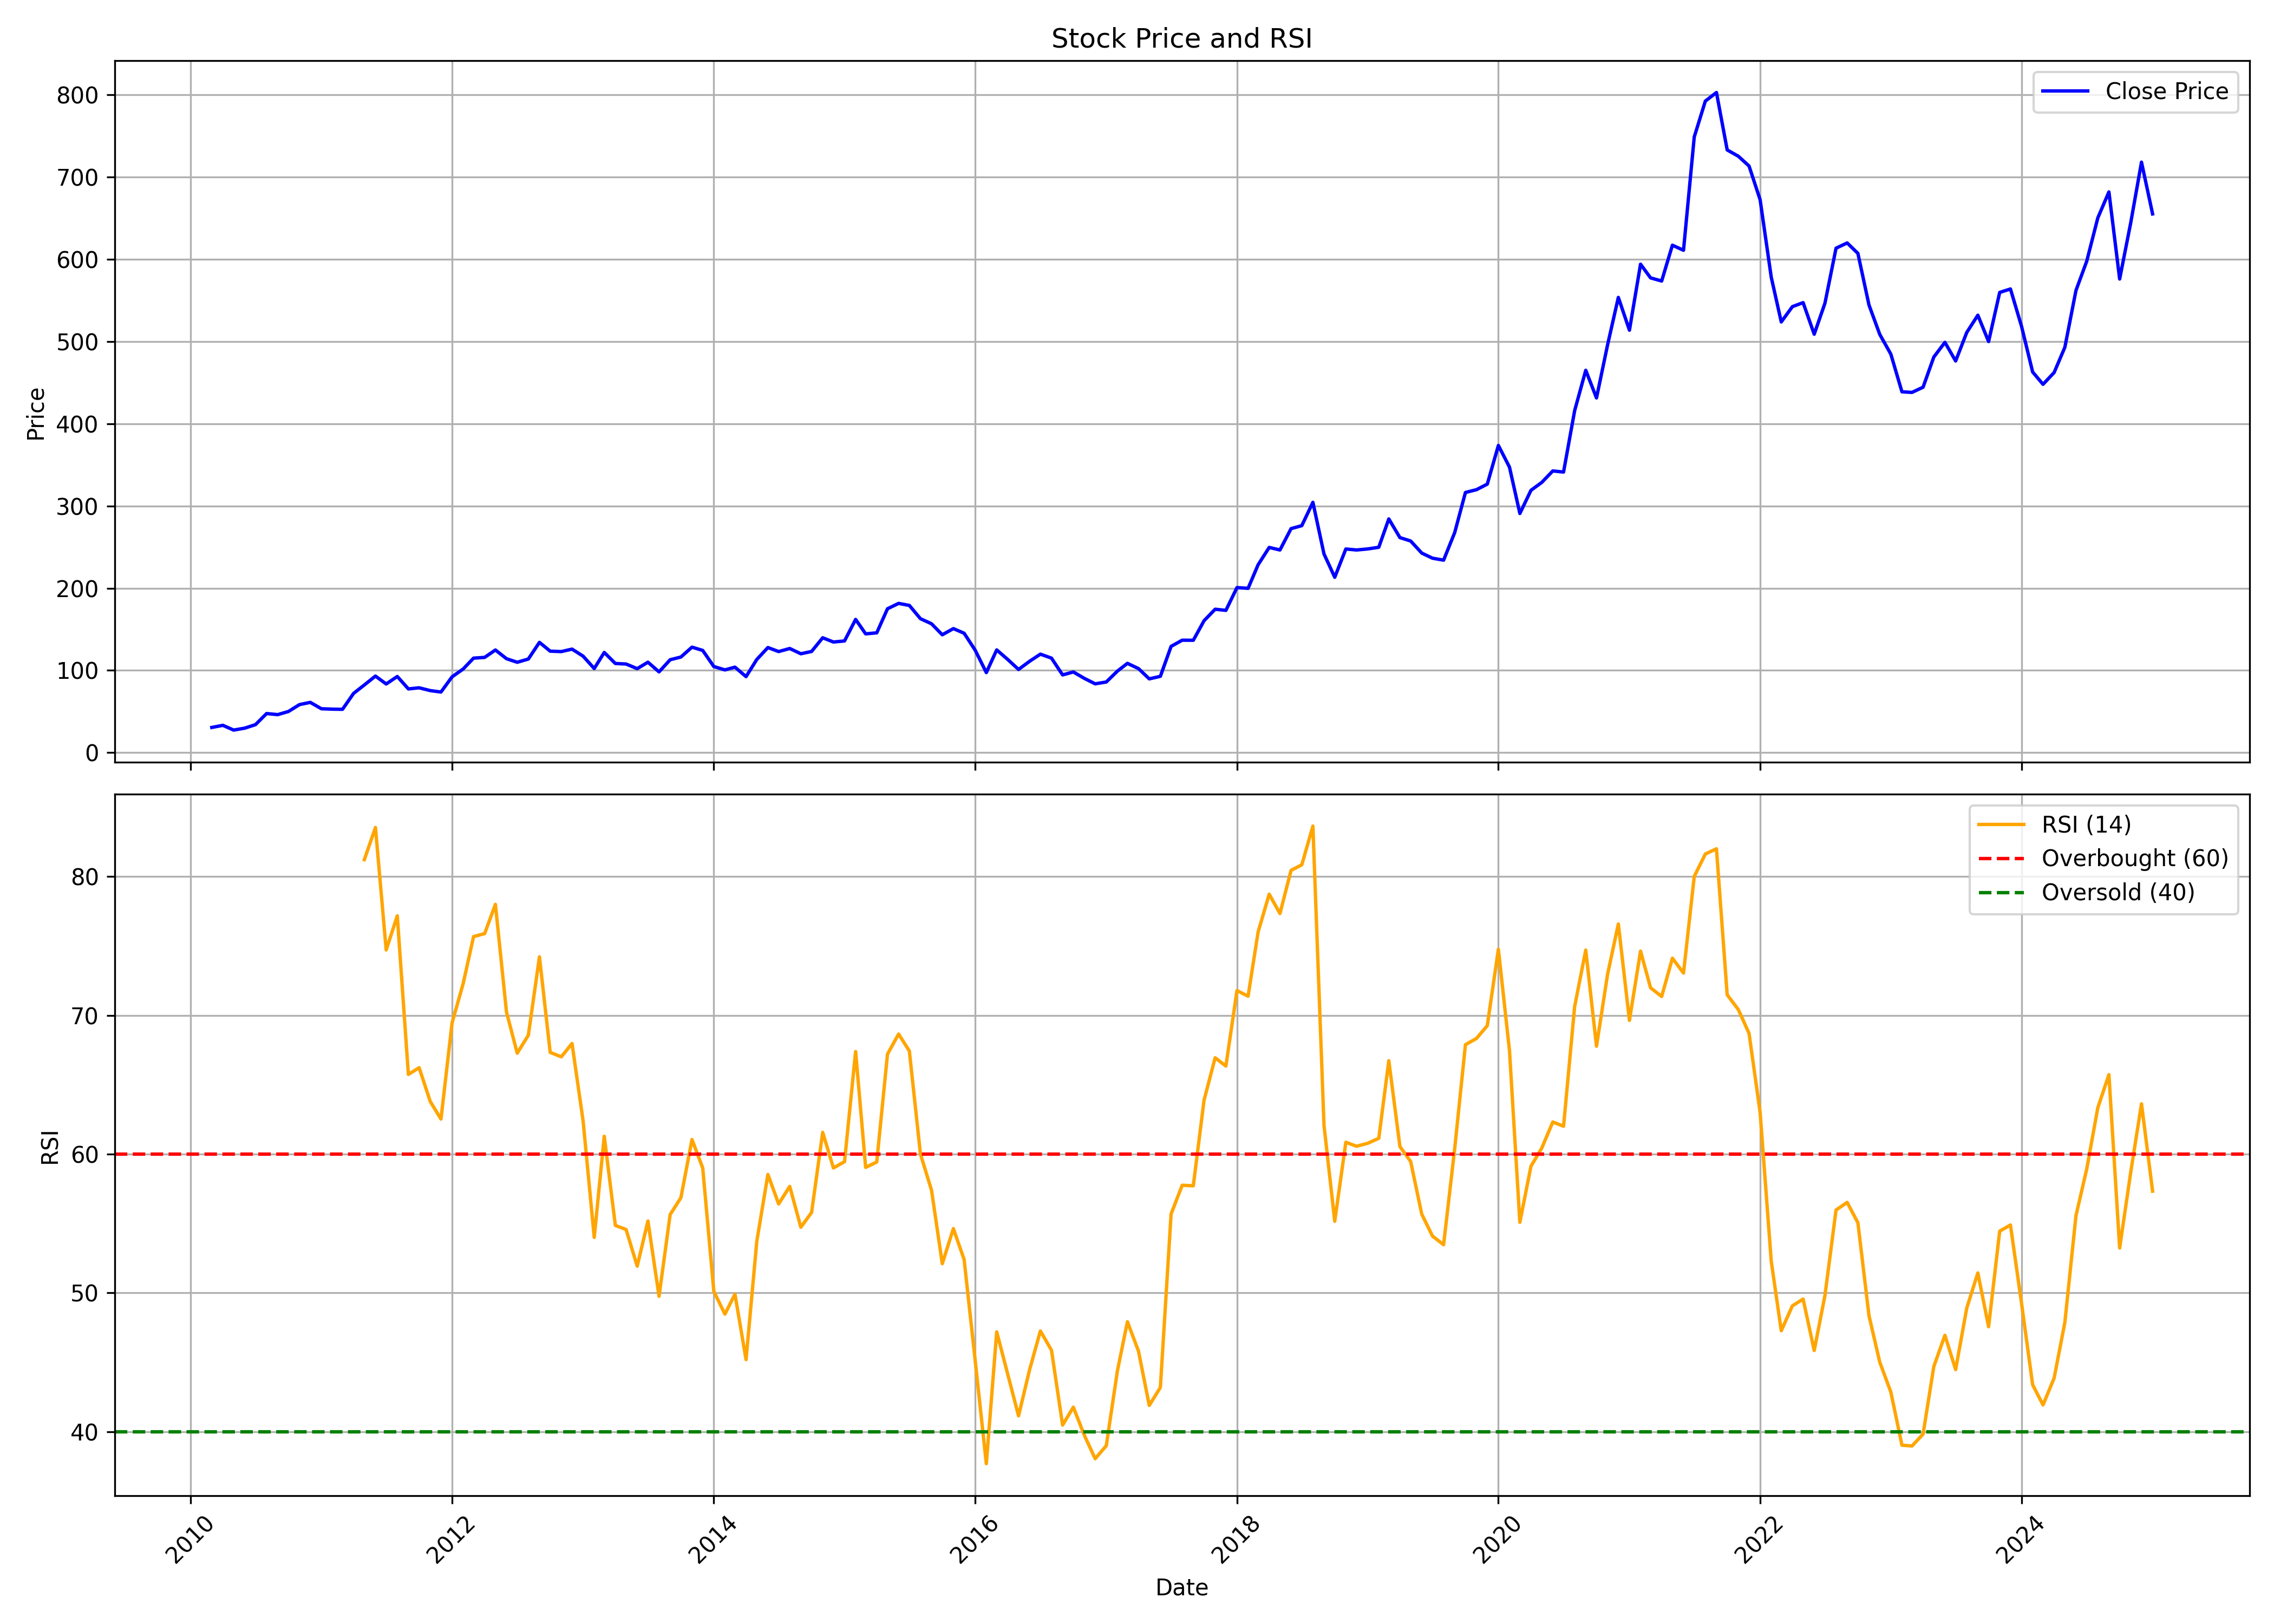 Stock Price and RSI
Close Price
800
700
600
500
400
300
200
100
0
Price
RSI (14)
Overbought (60)
Oversold (40)
80
70
60
50
40
RSI
2010
2012
2014
2016
2018
2020
2022
2024
Date